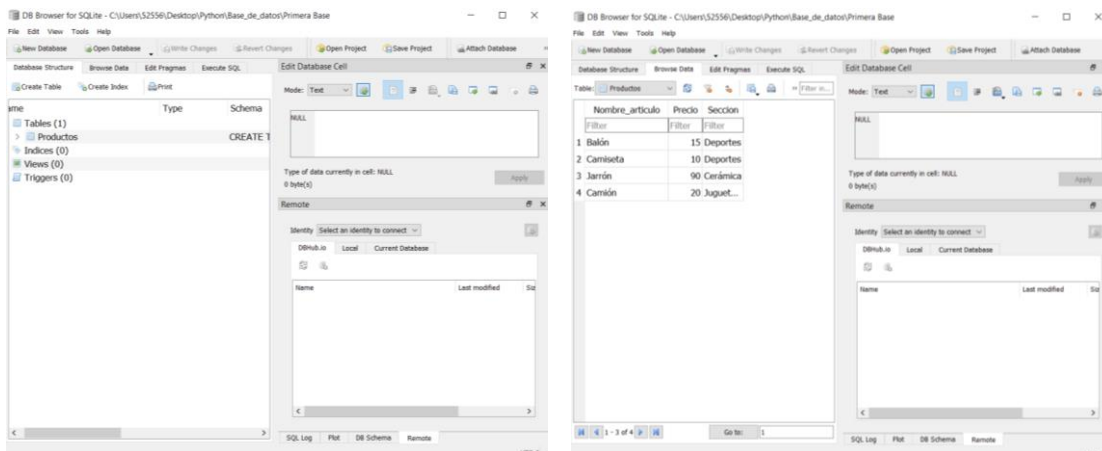 DB Browser for SQLite - C:\Users\52556\Desktop\Python\Base_de_datos\Primera Base
File Edit View Tools Help
New Database Open Database Write Changes Revert Changes Open Project Save Project Attach Database
Database Structure Browse Data Edit Pragmas Execute SQL
Create Table Create Index Print
ame Type Schema
Tables (1)
Productos CREATE T
Indices (0)
Views (0)
Triggers (0)
Edit Database Cell
Mode: Text
NULL
Type of data currently in cell: NULL
0 byte(s)
Apply
Remote
Identity Select an identity to connect
DBHub.io Local Current Database
Name Last modified Siz
SQL Log Plot DB Schema Remote
DB Browser for SQLite - C:\Users\52556\Desktop\Python\Base_de_datos\Primera Base
File Edit View Tools Help
New Database Open Database Write Changes Revert Changes Open Project Save Project Attach Database
Database Structure Browse Data Edit Pragmas Execute SQL
Table: Productos Filter in...
Nombre_articulo Precio Seccion
Filter Filter Filter
1 Balón 15 Deportes
2 Camiseta 10 Deportes
3 Jarrón 90 Cerámica
4 Camión 20 Juguet...
1 - 3 of 4 Go to: 1
Edit Database Cell
Mode: Text
NULL
Type of data currently in cell: NULL
0 byte(s)
Apply
Remote
Identity Select an identity to connect
DBHub.io Local Current Database
Name Last modified Siz
SQL Log Plot DB Schema Remote